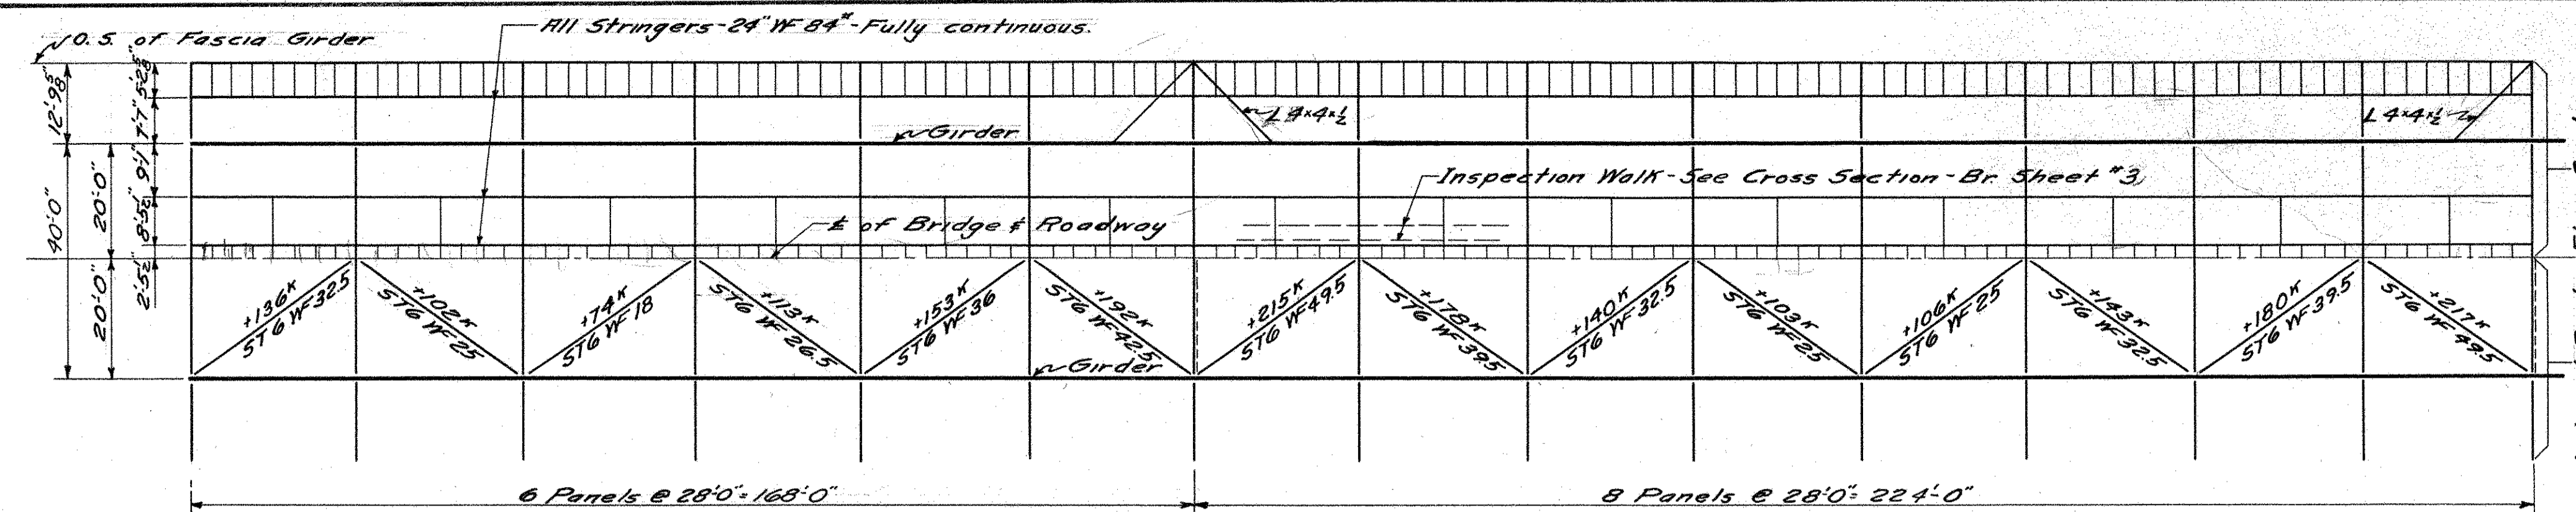 All Stringers-24" WF 84#-Fully continuous.
O. S. of Fascia Girder
12'-9 5/8"
5'-2 5/8"
7'-7"
L 4x4x½
L 4x4x½
Girder
40'-0"
20'-0"
9'-1"
Inspection Walk-See Cross Section-Br. Sheet #3
8'-5½"
℄ of Bridge & Roadway
20'-0"
2'-5½"
+136K
ST6 WF 32.5
+102K
ST6 WF 25
+74K
ST6 WF 18
+113K
ST6 WF 26.5
+153K
ST6 WF 36
+192K
ST6 WF 42.5
+215K
ST6 WF 49.5
+178K
ST6 WF 39.5
+140K
ST6 WF 32.5
+103K
ST6 WF 25
+106K
ST6 WF 25
+143K
ST6 WF 32.5
+180K
ST6 WF 39.5
+217K
ST6 WF 49.5
Girder
6 Panels @ 28'-0"=168'-0"
8 Panels @ 28'-0"=224'-0"